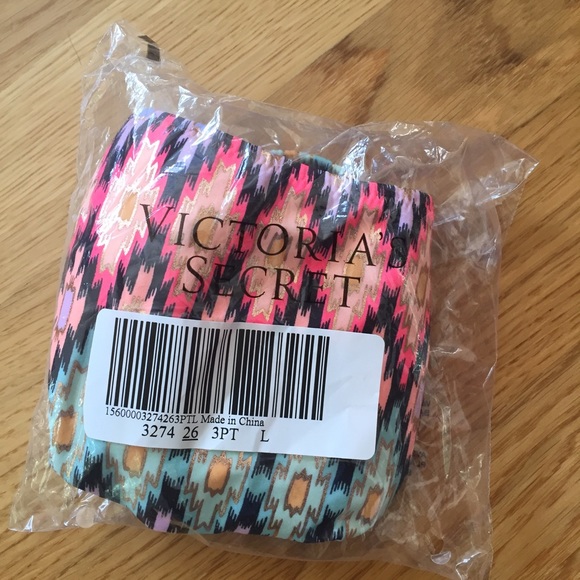 VICTORIA'S
SECRET
15600003274263PTL Made in China
3274 26 3PT L